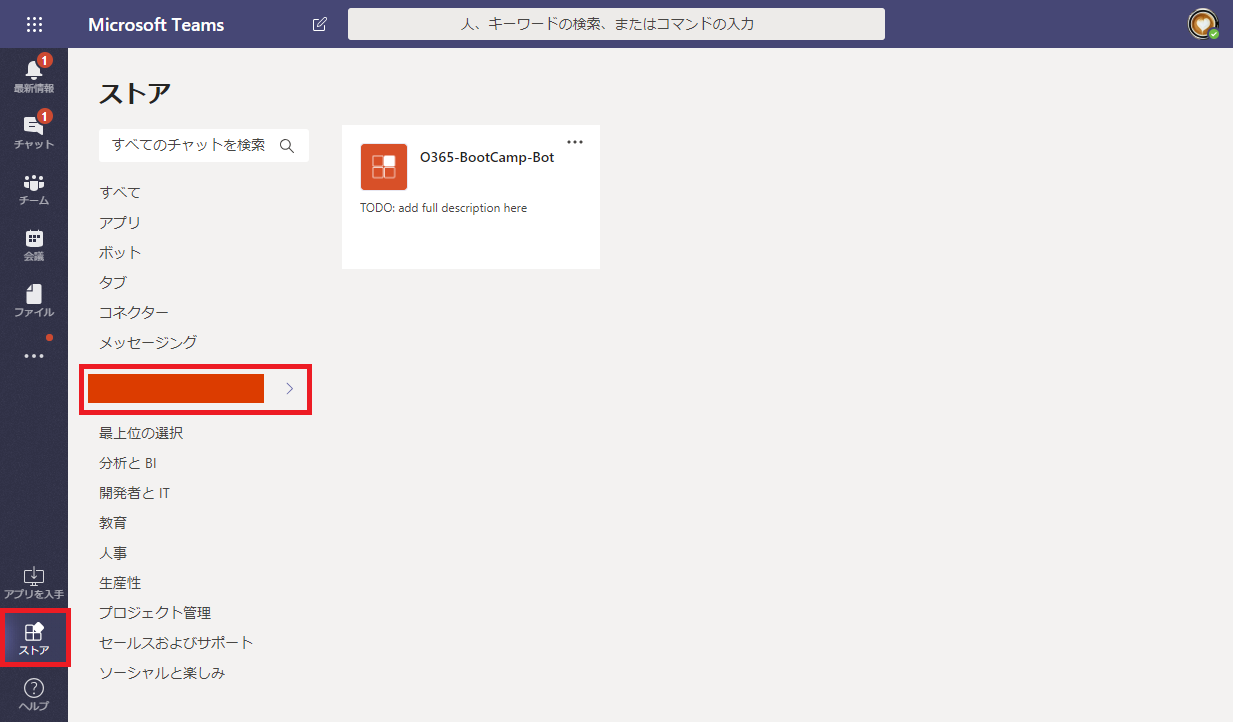 Microsoft Teams
人、キーワードの検索、またはコマンドの入力
1
最新情報
1
チャット
チーム
会議
ファイル
アプリを入手
ストア
ヘルプ
ストア
すべてのチャットを検索
すべて
アプリ
ボット
タブ
コネクター
メッセージング
最上位の選択
分析と BI
開発者と IT
教育
人事
生産性
プロジェクト管理
セールスおよびサポート
ソーシャルと楽しみ
O365-BootCamp-Bot
TODO: add full description here